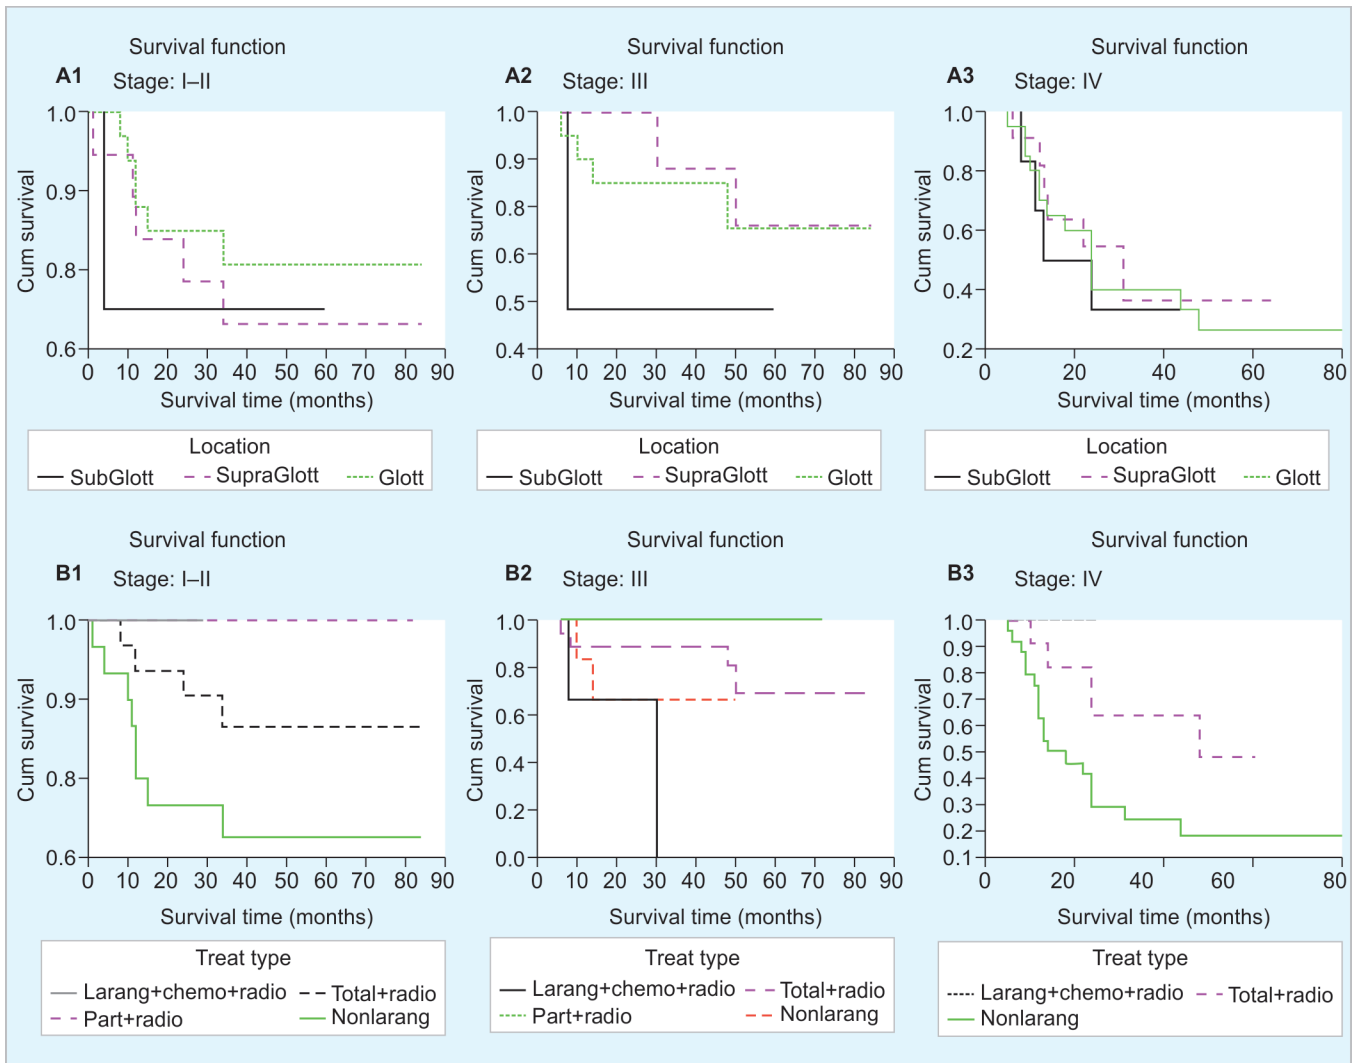 Survival function
A1 Stage: I–II
1.0
0.9
0.8
0.6
Cum survival
0 10 20 30 40 50 60 70 80 90
Survival time (months)
Location
SubGlott SupraGlott Glott
Survival function
A2 Stage: III
1.0
0.9
0.8
0.6
0.5
0.4
Cum survival
0 10 20 30 40 50 60 70 80 90
Survival time (months)
Location
SubGlott SupraGlott Glott
Survival function
A3 Stage: IV
1.0
0.8
0.6
0.4
0.2
Cum survival
0 20 40 60 80
Survival time (months)
Location
SubGlott SupraGlott Glott
Survival function
B1 Stage: I–II
1.0
0.9
0.8
0.6
Cum survival
0 10 20 30 40 50 60 70 80 90
Survival time (months)
Treat type
Larang+chemo+radio Total+radio
Part+radio Nonlarang
Survival function
B2 Stage: III
1.0
0.8
0.6
0.4
0.2
0.0
Cum survival
0 10 20 30 40 50 60 70 80 90
Survival time (months)
Treat type
Larang+chemo+radio Total+radio
Part+radio Nonlarang
Survival function
B3 Stage: IV
1.0
0.9
0.8
0.7
0.6
0.5
0.4
0.3
0.2
0.1
Cum survival
0 20 40 60 80
Survival time (months)
Treat type
Larang+chemo+radio Total+radio
Nonlarang